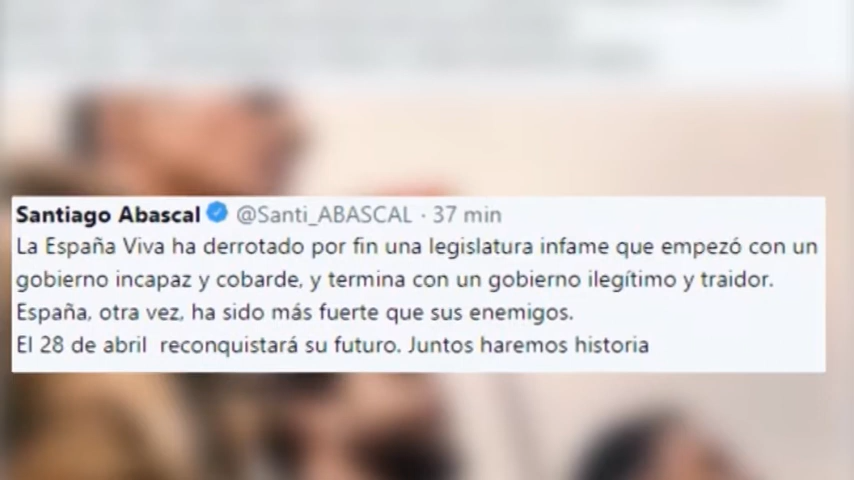 Santiago Abascal @Santi_ABASCAL · 37 min
La España Viva ha derrotado por fin una legislatura infame que empezó con un
gobierno incapaz y cobarde, y termina con un gobierno ilegítimo y traidor.
España, otra vez, ha sido más fuerte que sus enemigos.
El 28 de abril  reconquistará su futuro. Juntos haremos historia